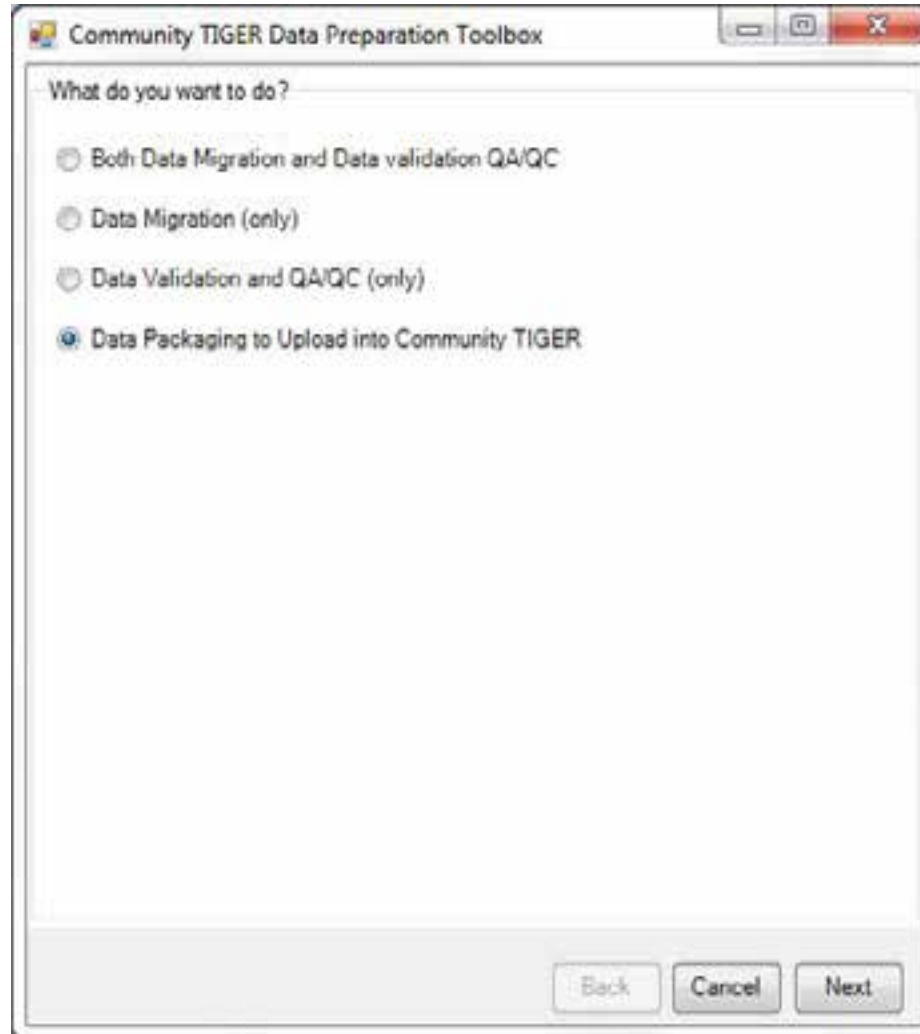 Community TIGER Data Preparation Toolbox
What do you want to do?
Both Data Migration and Data validation QA/QC
Data Migration (only)
Data Validation and QA/QC (only)
Data Packaging to Upload into Community TIGER
Back Cancel Next